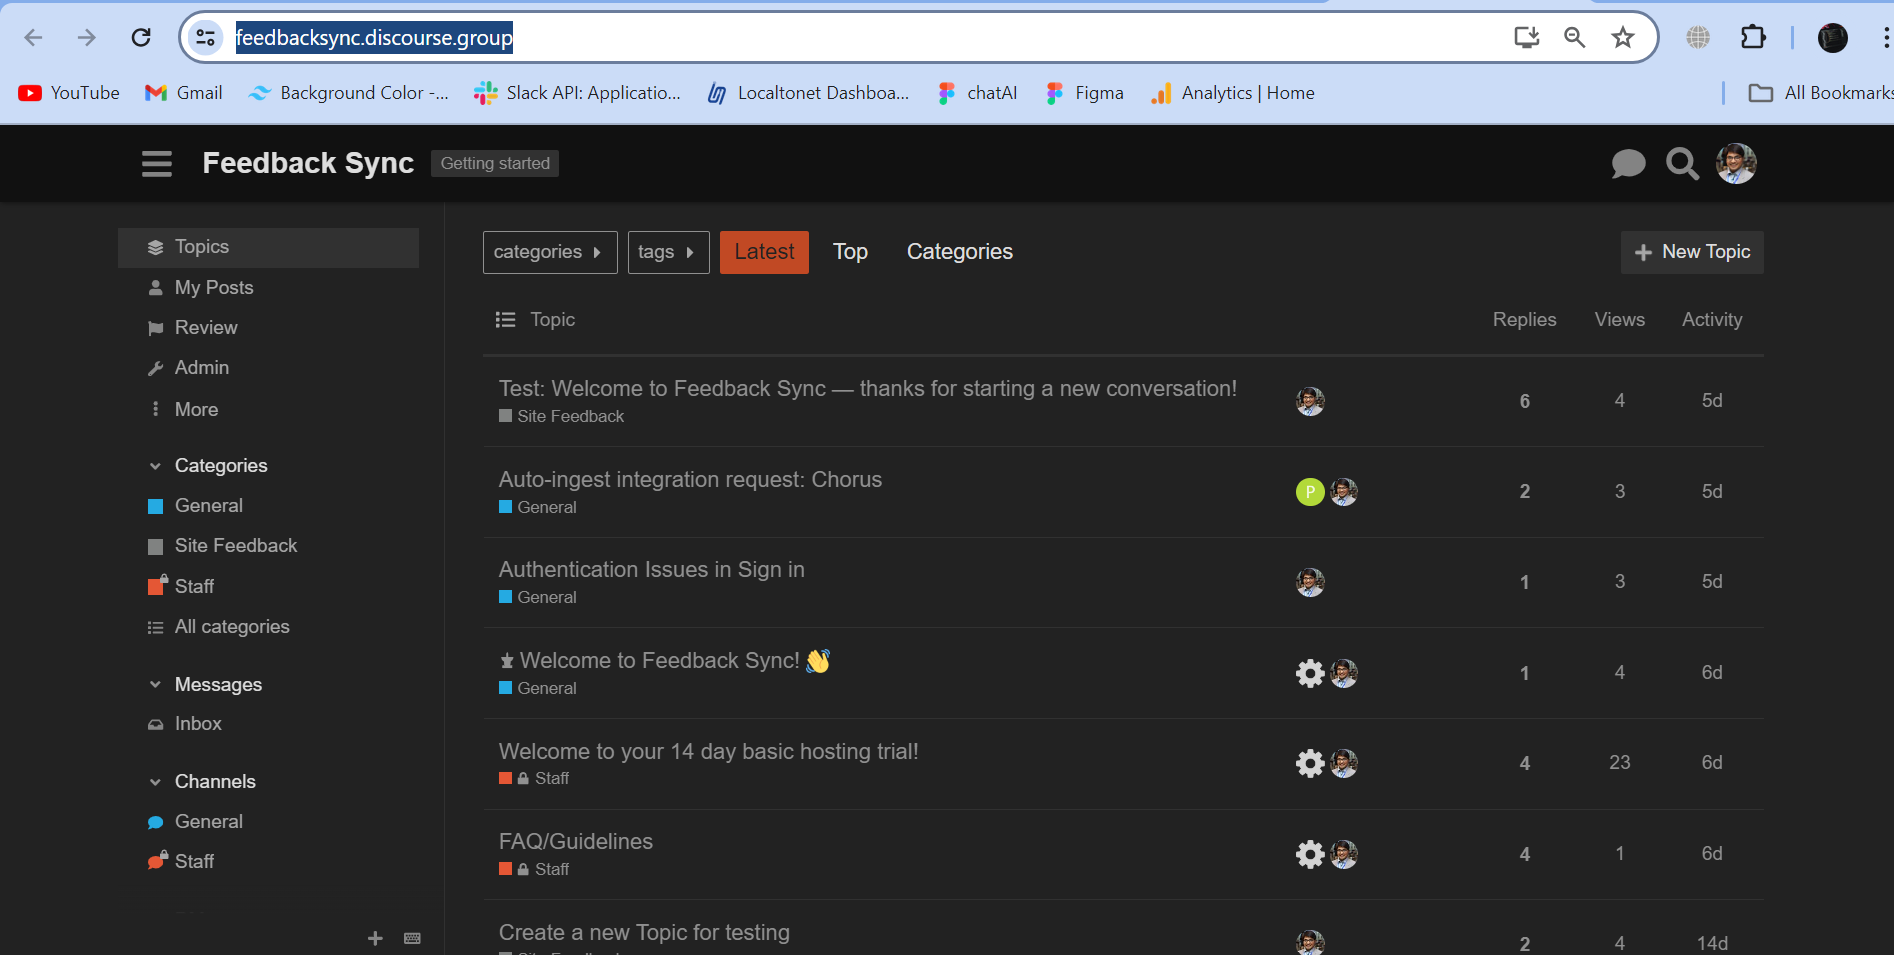 feedbacksync.discourse.group
YouTube Gmail Background Color -... Slack API: Applicatio... Localtonet Dashboa... chatAI Figma Analytics | Home All Bookmarks
Feedback Sync Getting started
Topics
My Posts
Review
Admin
More
Categories
General
Site Feedback
Staff
All categories
Messages
Inbox
Channels
General
Staff
categories tags Latest Top Categories New Topic
Topic Replies Views Activity
Test: Welcome to Feedback Sync — thanks for starting a new conversation! 6 4 5d
Site Feedback
Auto-ingest integration request: Chorus P 2 3 5d
General
Authentication Issues in Sign in 1 3 5d
General
Welcome to Feedback Sync! 👋 1 4 6d
General
Welcome to your 14 day basic hosting trial! 4 23 6d
Staff
FAQ/Guidelines 4 1 6d
Staff
Create a new Topic for testing 2 4 14d